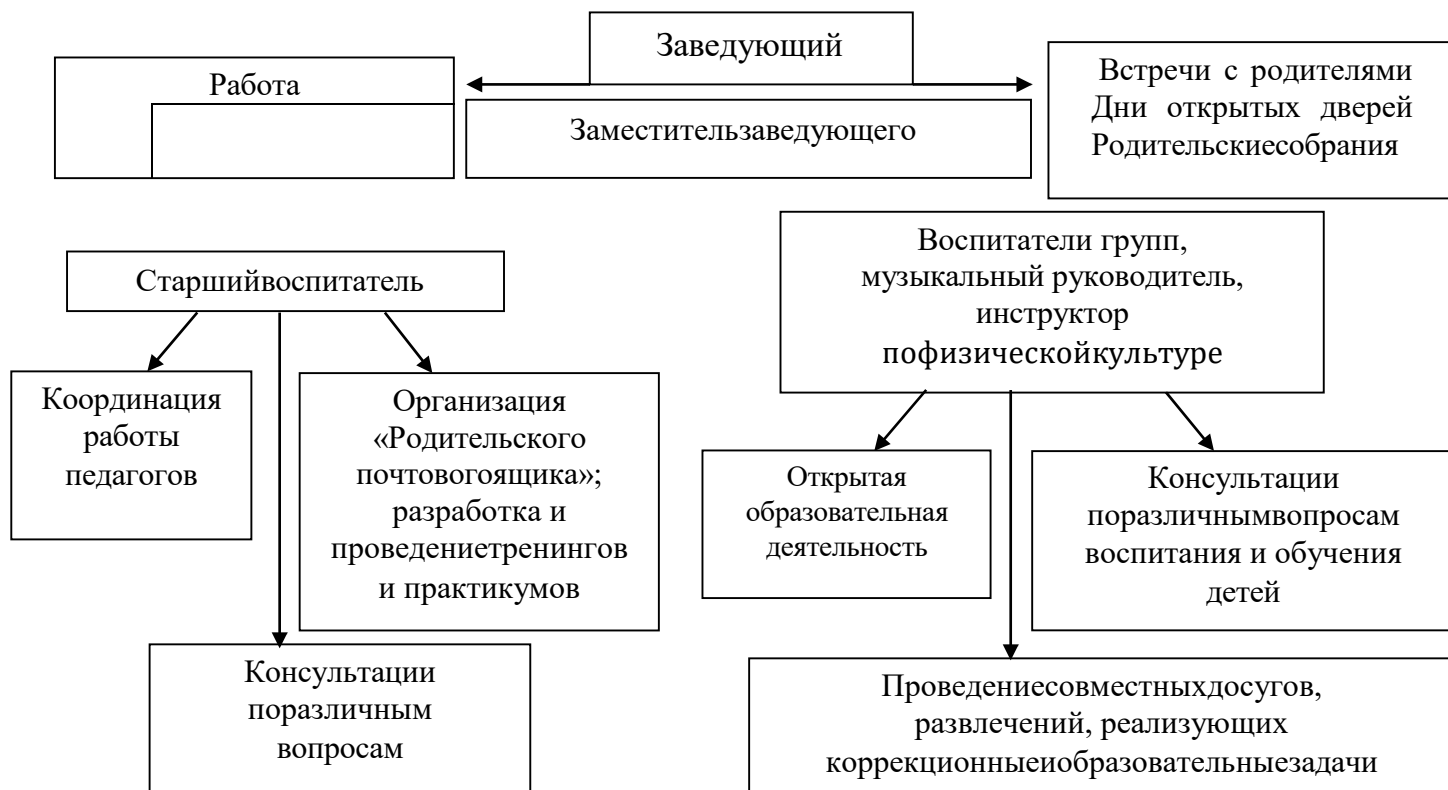 Заведующий
Работа
Заместительзаведующего
Встречи с родителями
Дни открытых дверей
Родительскиесобрания
Старшийвоспитатель
Воспитатели групп,
музыкальный руководитель,
инструктор
пофизическойкультуре
Координация
работы
педагогов
Организация
«Родительского
почтовогоящика»;
разработка и
проведениетренингов
и практикумов
Открытая
образовательная
деятельность
Консультации
поразличнымвопросам
воспитания и обучения
детей
Консультации
поразличным
вопросам
Проведениесовместныхдосугов,
развлечений, реализующих
коррекционныеиобразовательныезадачи